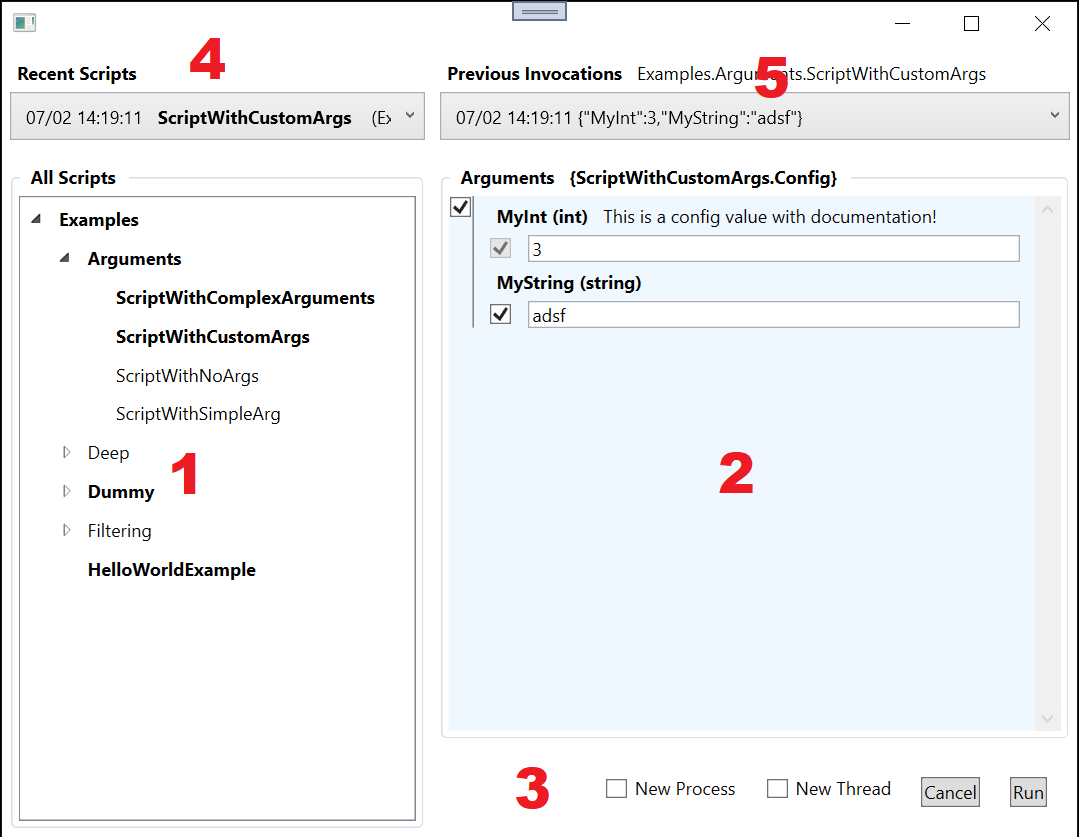 4
Recent Scripts
Previous Invocations Examples.Arguments.ScriptWithCustomArgs
5
07/02 14:19:11 ScriptWithCustomArgs (Ex
07/02 14:19:11 {"MyInt":3,"MyString":"adsf"}
All Scripts
Examples
Arguments
ScriptWithComplexArguments
ScriptWithCustomArgs
ScriptWithNoArgs
ScriptWithSimpleArg
Deep
1
Dummy
Filtering
HelloWorldExample
Arguments {ScriptWithCustomArgs.Config}
MyInt (int) This is a config value with documentation!
3
MyString (string)
adsf
2
3
New Process
New Thread
Cancel
Run